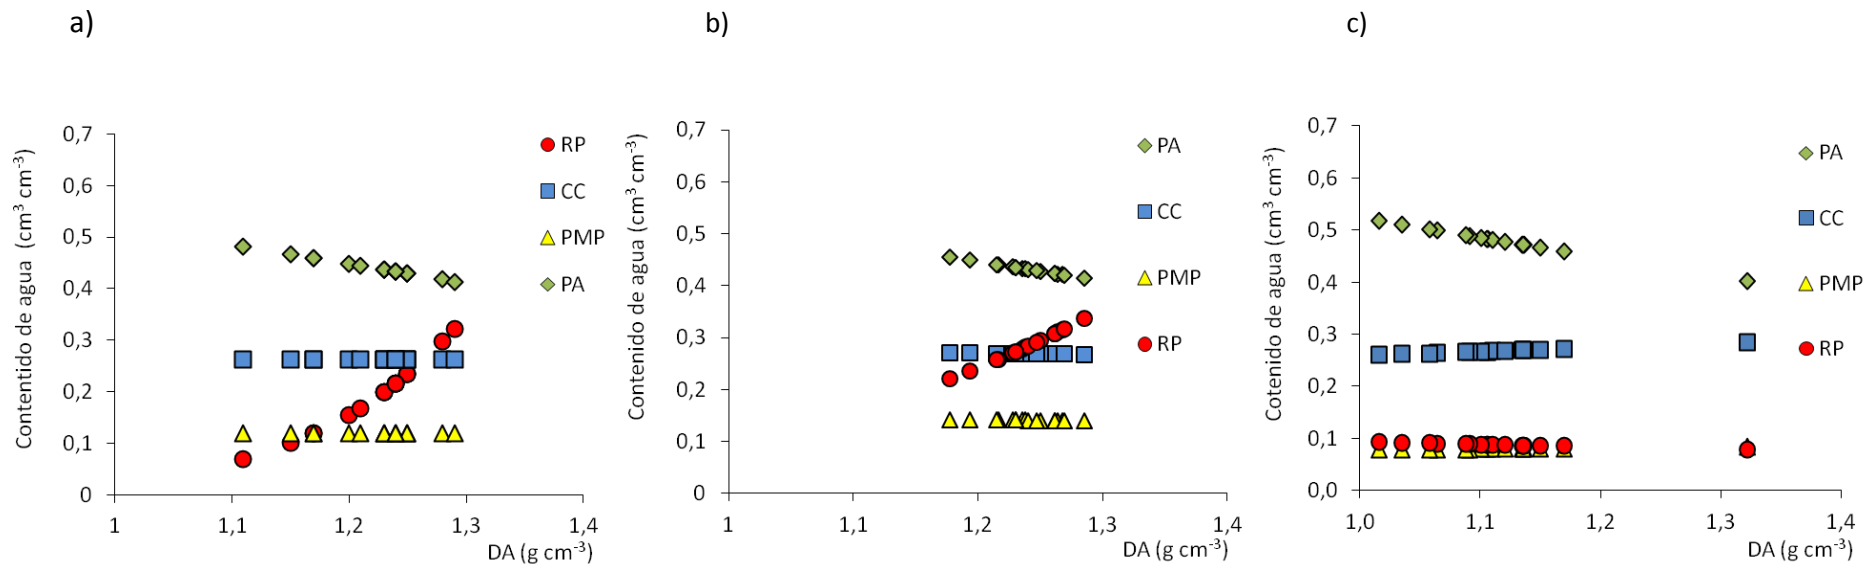 a)
Contentido de agua (cm³ cm⁻³)
0,7
0,6
0,5
0,4
0,3
0,2
0,1
0
1
1,1
1,2
1,3
1,4
DA (g cm⁻³)
RP
CC
PMP
PA
b)
Contenido de agua (cm³ cm⁻³)
0,7
0,6
0,5
0,4
0,3
0,2
0,1
0
1
1,1
1,2
1,3
1,4
DA (g cm⁻³)
PA
CC
PMP
RP
c)
Cotenido de agua (cm³ cm⁻³)
0,7
0,6
0,5
0,4
0,3
0,2
0,1
0,0
1,0
1,1
1,2
1,3
1,4
DA (g cm⁻³)
PA
CC
PMP
RP